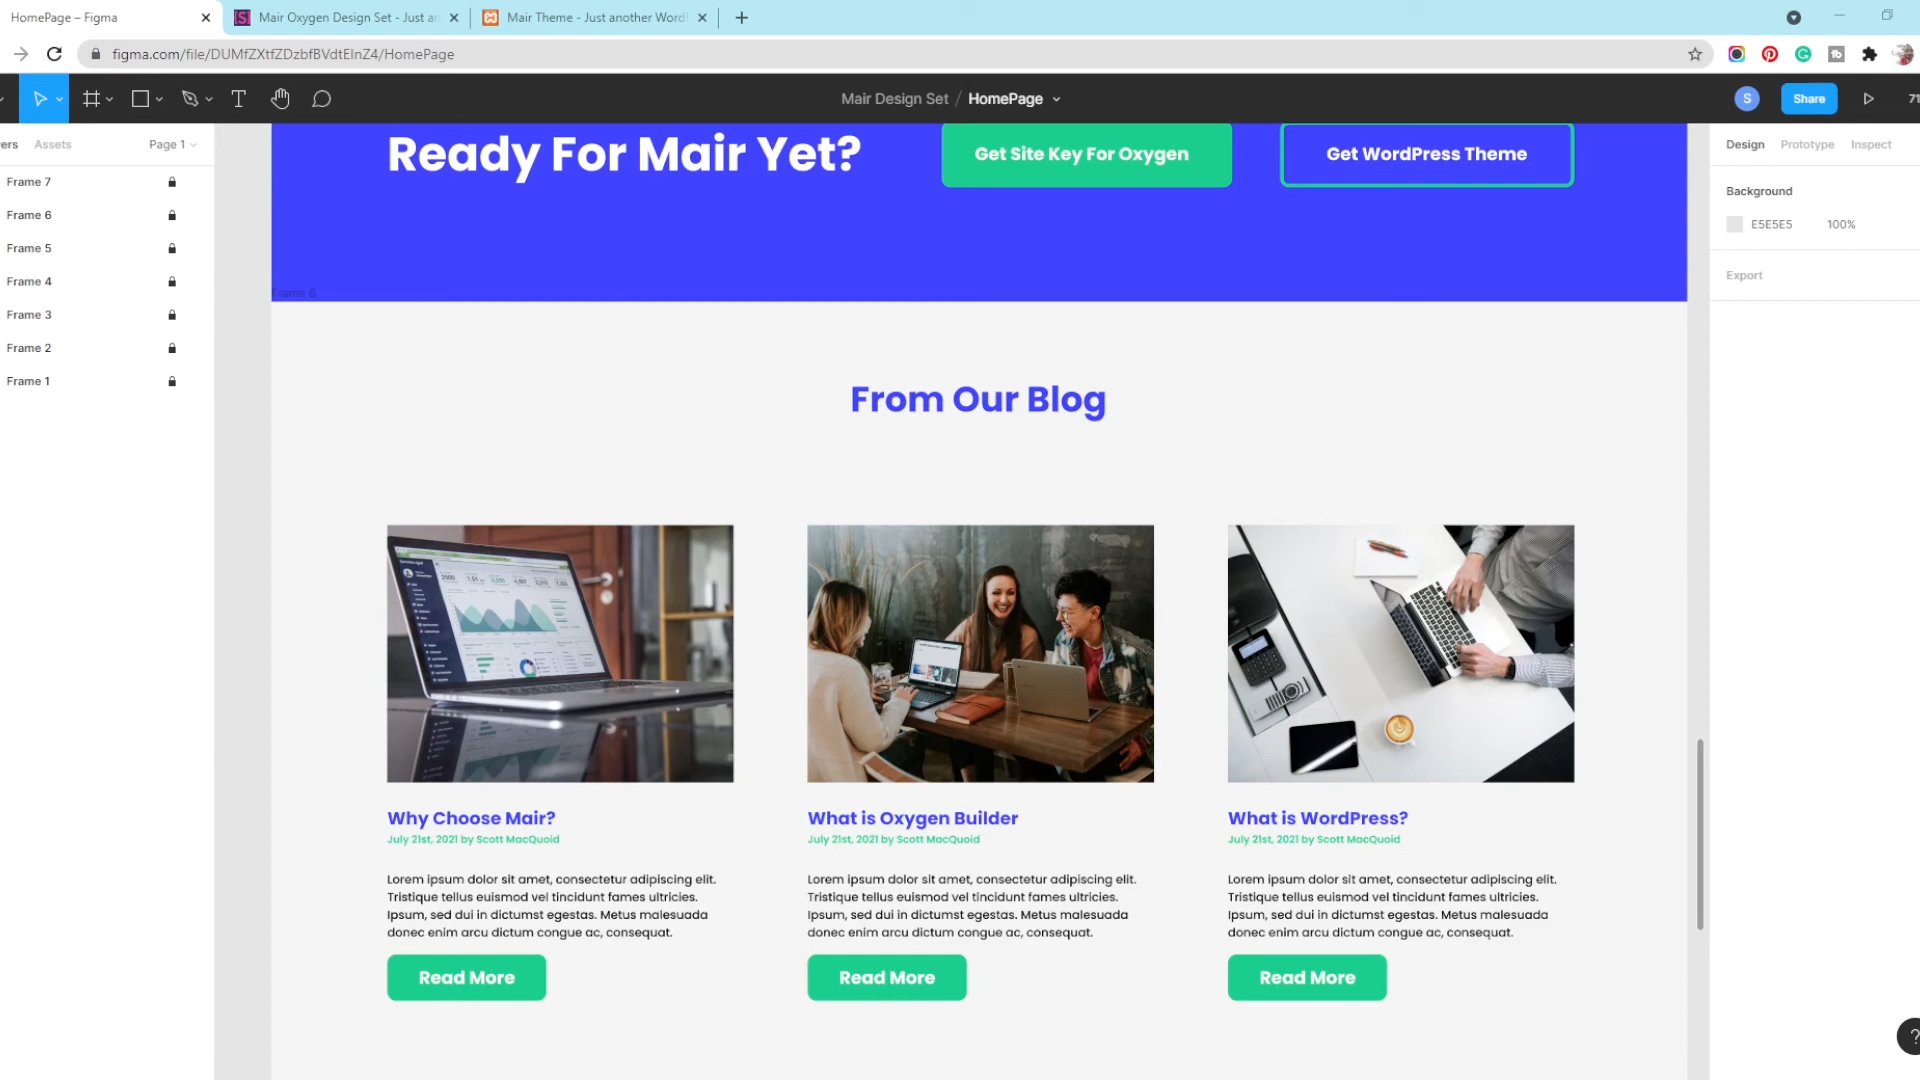 HomePage – Figma
Mair Oxygen Design Set - Just an
Mair Theme - Just another Word
figma.com/file/DUMfZXtfZDzbfBVdtEInZ4/HomePage
Mair Design Set / HomePage
S
Share
71
ers
Assets
Page 1
Design
Prototype
Inspect
Frame 7
Frame 6
Frame 5
Frame 4
Frame 3
Frame 2
Frame 1
Background
E5E5E5
100%
Export
Ready For Mair Yet?
Get Site Key For Oxygen
Get WordPress Theme
Frame 6
From Our Blog
Why Choose Mair?
July 21st, 2021 by Scott MacQuoid
Lorem ipsum dolor sit amet, consectetur adipiscing elit.
Tristique tellus euismod vel tincidunt fames ultricies.
Ipsum, sed dui in dictumst egestas. Metus malesuada
donec enim arcu dictum congue ac, consequat.
Read More
What is Oxygen Builder
July 21st, 2021 by Scott MacQuoid
Lorem ipsum dolor sit amet, consectetur adipiscing elit.
Tristique tellus euismod vel tincidunt fames ultricies.
Ipsum, sed dui in dictumst egestas. Metus malesuada
donec enim arcu dictum congue ac, consequat.
Read More
What is WordPress?
July 21st, 2021 by Scott MacQuoid
Lorem ipsum dolor sit amet, consectetur adipiscing elit.
Tristique tellus euismod vel tincidunt fames ultricies.
Ipsum, sed dui in dictumst egestas. Metus malesuada
donec enim arcu dictum congue ac, consequat.
Read More
?